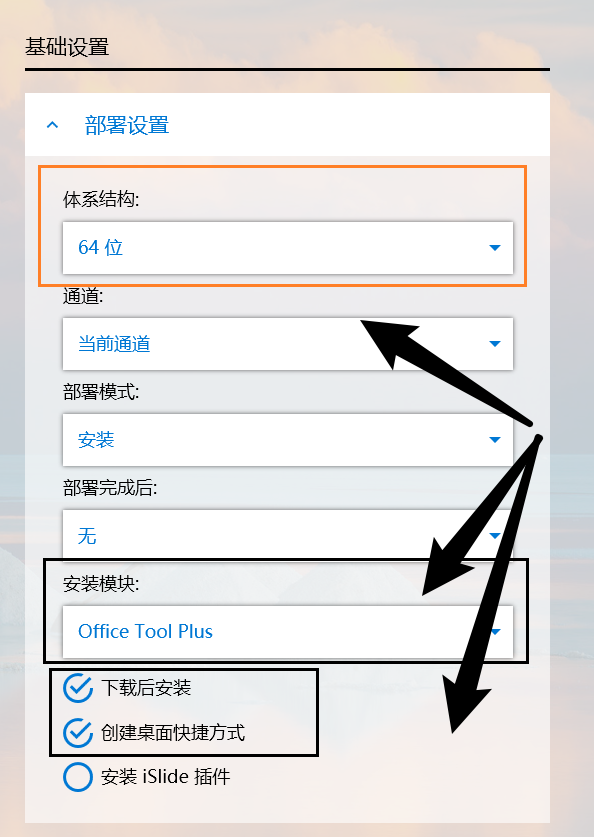 基础设置
部署设置
体系结构:
64 位
通道:
当前通道
部署模式:
安装
部署完成后:
无
安装模块:
Office Tool Plus
下载后安装
创建桌面快捷方式
安装 iSlide 插件